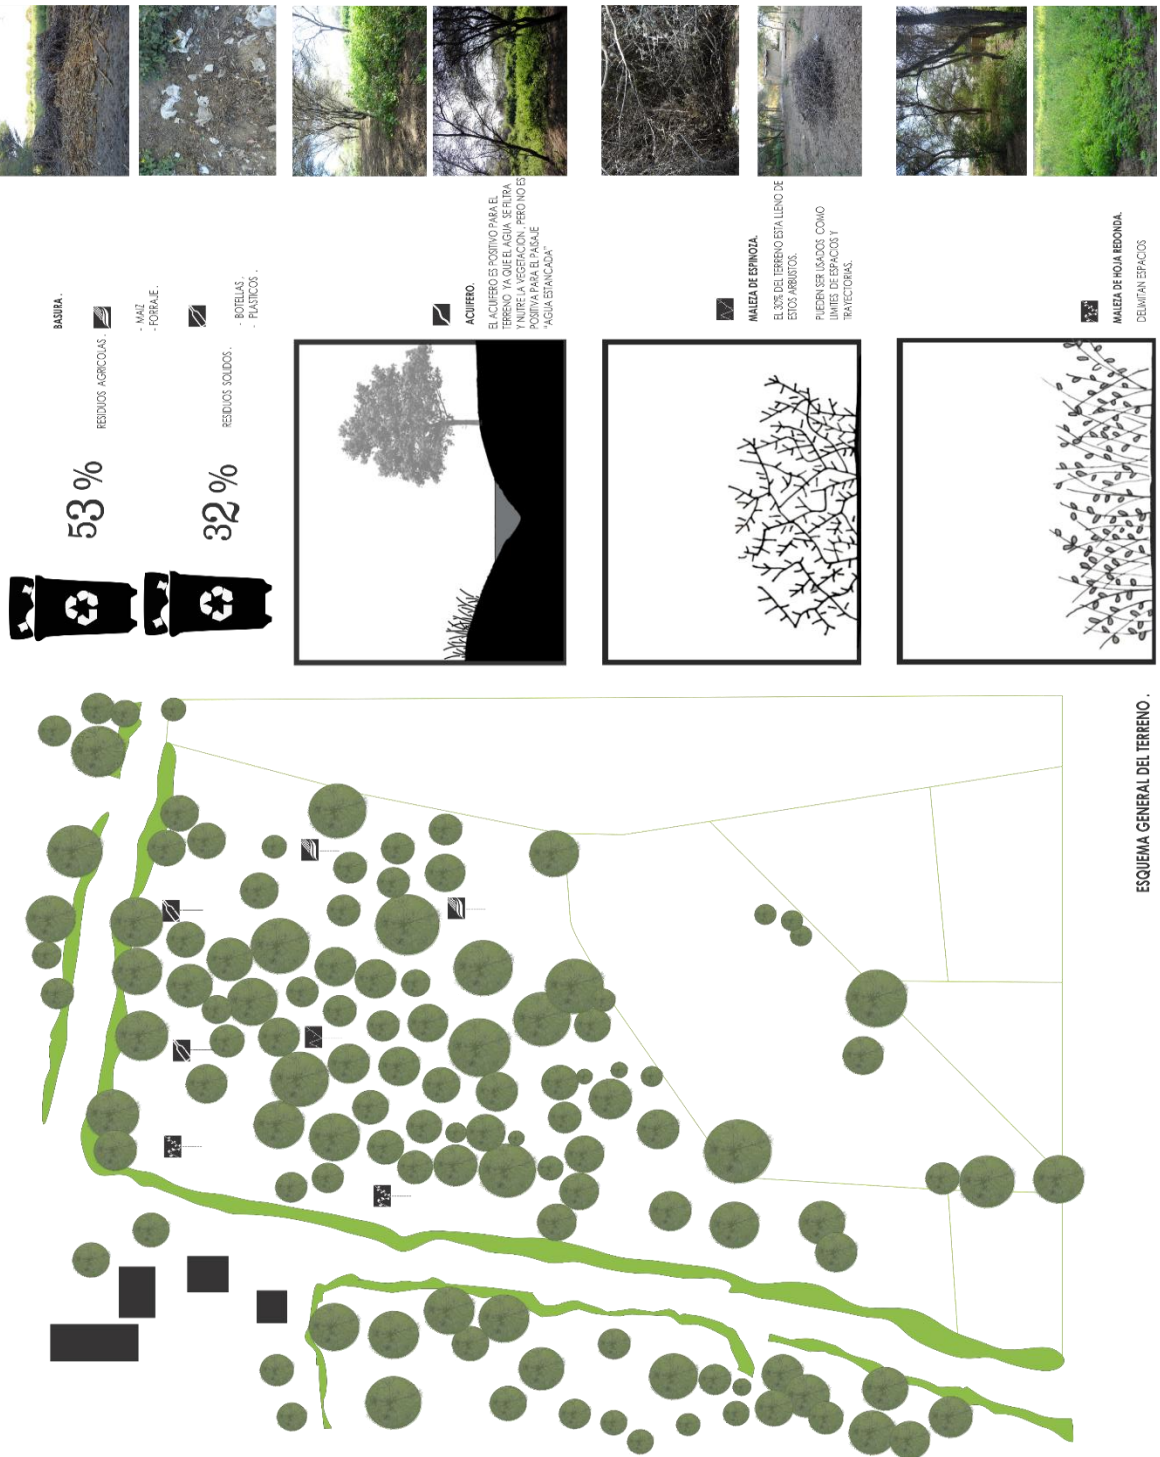 BASURA.
53 %
RESIDUOS AGRICOLAS.
- MAIZ
- FORRAJE.
32 %
RESIDUOS SOLIDOS.
- BOTELLAS.
- PLASTICOS.
ACUIFERO.
EL ACUIFERO ES POSITIVO PARA EL
TERRENO YA QUE EL AGUA SE FILTRA
Y NUTRE LA VEGETACION, PERO NO ES
POSITIVA PARA EL PAISAJE
"AGUA ESTANCADA"
MALEZA DE ESPINOZA.
EL 30% DEL TERRENO ESTA LLENO DE
ESTOS ARBUSTOS.
PUEDEN SER USADOS COMO
LIMITES DE ESPACIOS Y
TRAYECTORIAS.
MALEZA DE HOJA REDONDA.
DELIMITAN ESPACIOS
ESQUEMA GENERAL DEL TERRENO.